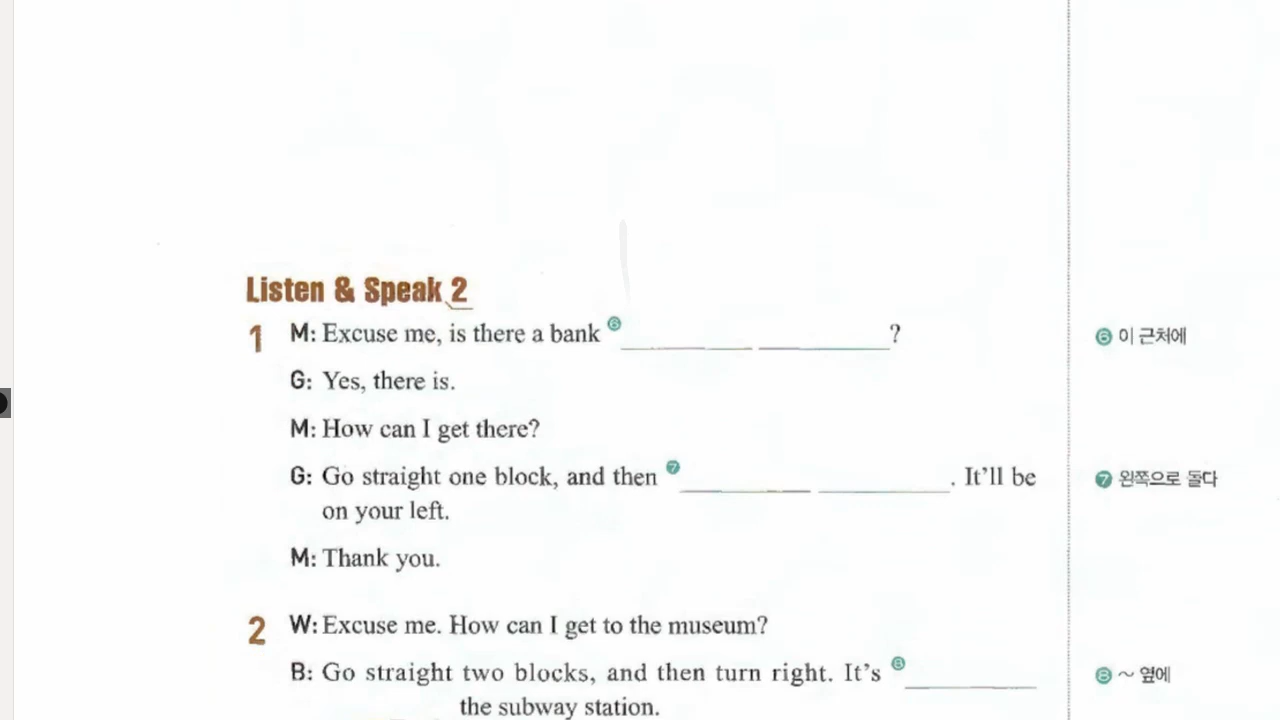 Listen & Speak 2
1 M: Excuse me, is there a bank ⑥ ________ ________? ⑥ 이 근처에
G: Yes, there is.
M: How can I get there?
G: Go straight one block, and then ⑦ ________ ________. It'll be ⑦ 왼쪽으로 돌다
on your left.
M: Thank you.
2 W: Excuse me. How can I get to the museum?
B: Go straight two blocks, and then turn right. It's ⑧ ________ ⑧ ~ 옆에
the subway station.